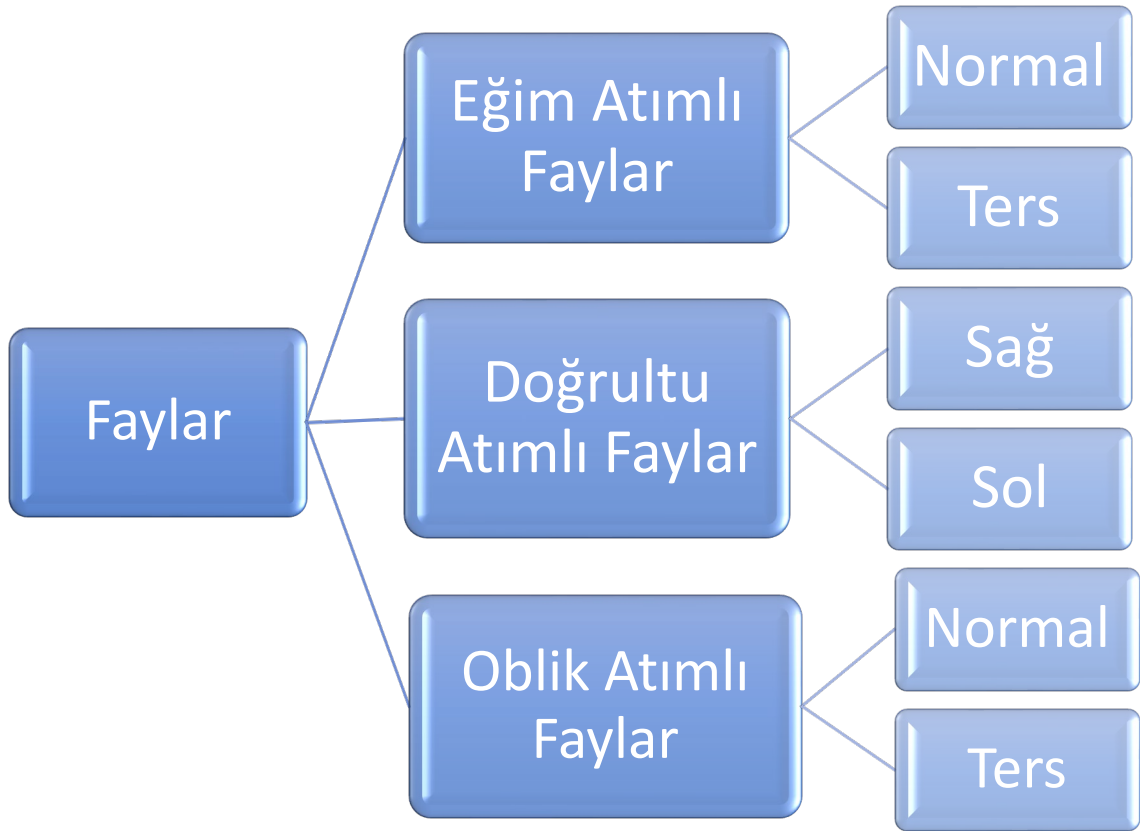 Faylar
Eğim Atımlı
Faylar
Normal
Ters
Doğrultu
Atımlı Faylar
Sağ
Sol
Oblik Atımlı
Faylar
Normal
Ters